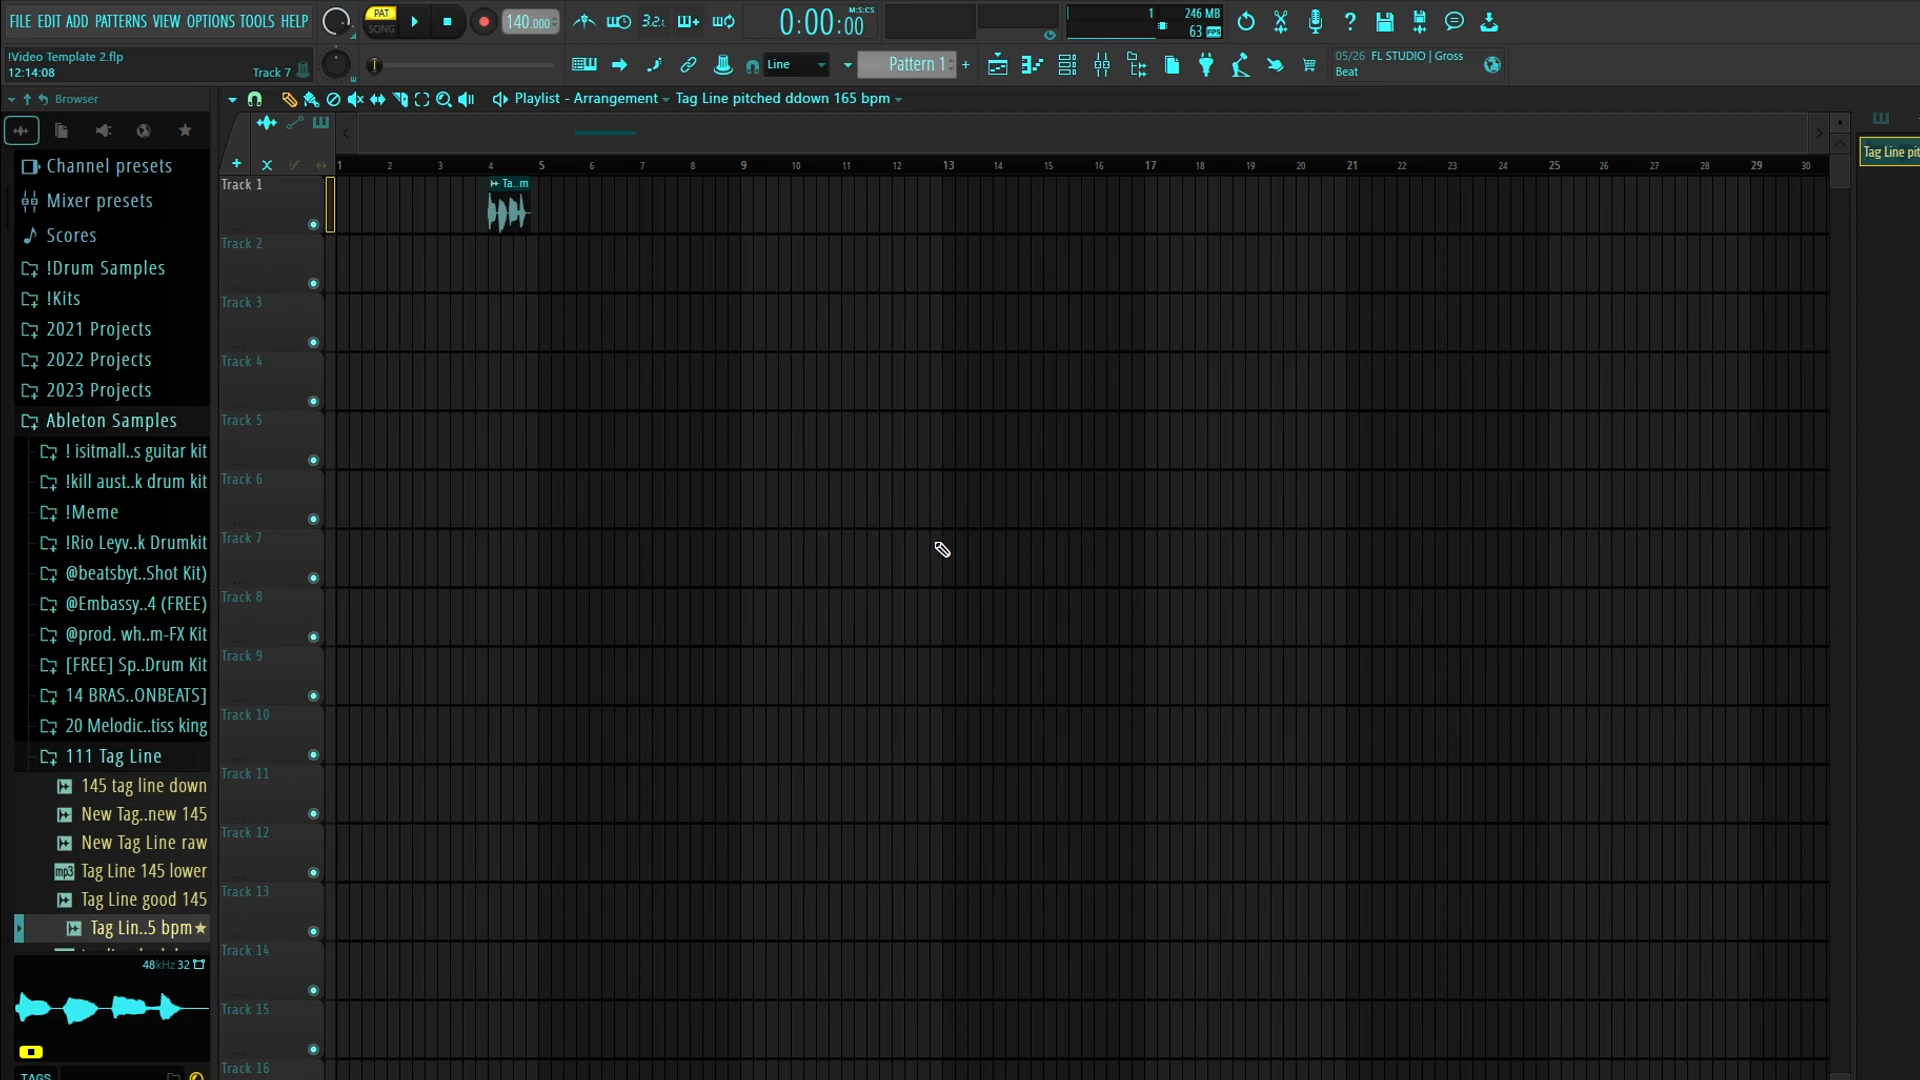 FILE EDIT ADD PATTERNS VIEW OPTIONS TOOLS HELP
PAT
SONG
140.000
3.2.
0:00:00
M:S:CS
1
246 MB
63 FPS
!Video Template 2.flp
12:14:08
Track 7
Line
Pattern 1
05/26 FL STUDIO | Gross
Beat
Browser
Playlist - Arrangement
Tag Line pitched ddown 165 bpm
1 2 3 4 5 6 7 8 9 10 11 12 13 14 15 16 17 18 19 20 21 22 23 24 25 26 27 28 29 30
Tag Line pit
Ta..m
Channel presets
Mixer presets
Scores
!Drum Samples
!Kits
2021 Projects
2022 Projects
2023 Projects
Ableton Samples
! isitmall..s guitar kit
!kill aust..k drum kit
!Meme
!Rio Leyv..k Drumkit
@beatsbyt..Shot Kit)
@Embassy..4 (FREE)
@prod. wh..m-FX Kit
[FREE] Sp..Drum Kit
14 BRAS..ONBEATS]
20 Melodic..tiss king
111 Tag Line
145 tag line down
New Tag..new 145
New Tag Line raw
mp3 Tag Line 145 lower
Tag Line good 145
Tag Lin..5 bpm
48kHz 32
TAGS
Track 1
Track 2
Track 3
Track 4
Track 5
Track 6
Track 7
Track 8
Track 9
Track 10
Track 11
Track 12
Track 13
Track 14
Track 15
Track 16